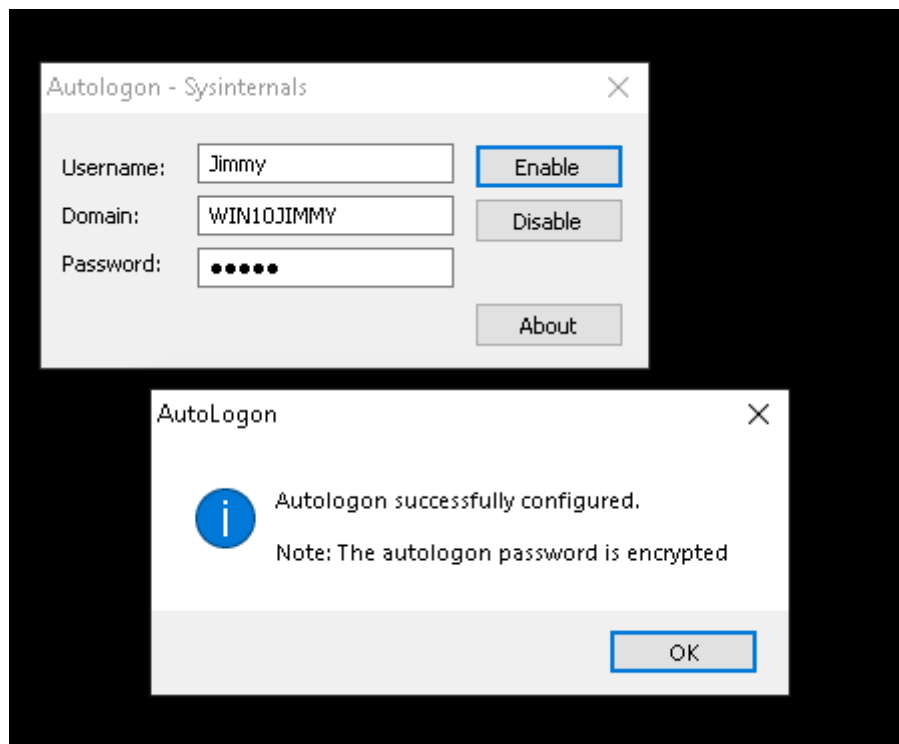 Autologon - Sysinternals
Username: Jimmy Enable
Domain: WIN10JIMMY Disable
Password: ●●●●●
About
AutoLogon
Autologon successfully configured.
Note: The autologon password is encrypted
OK